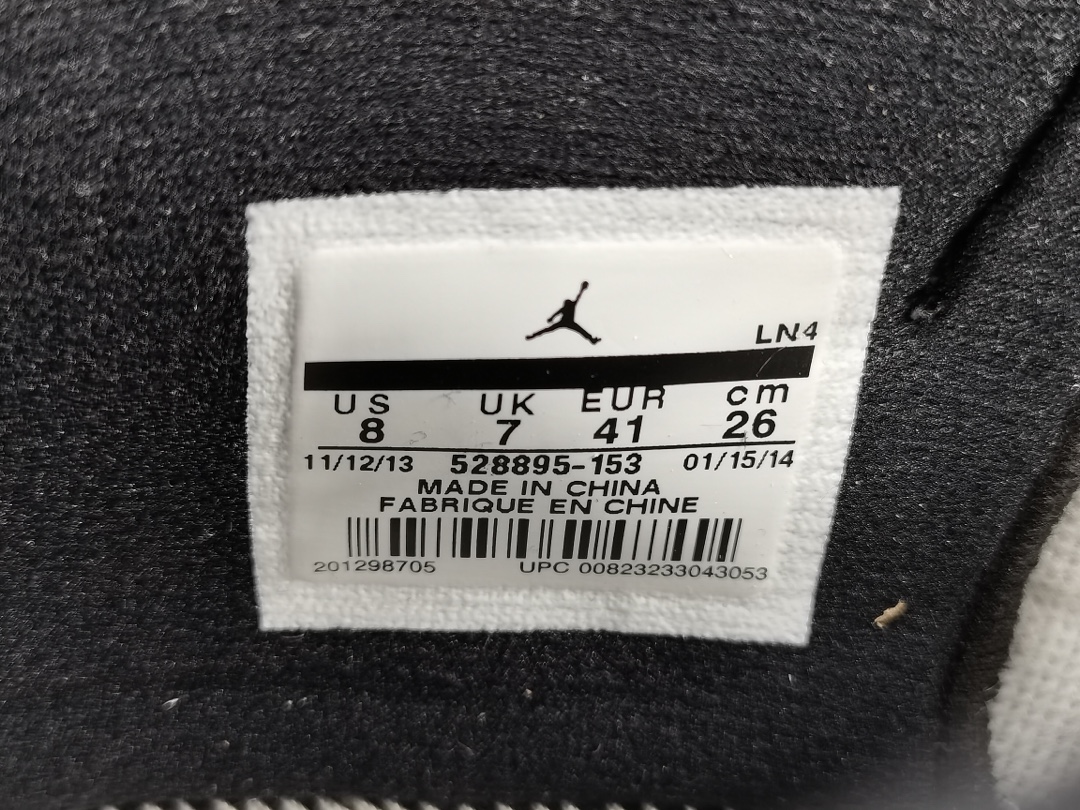 LN4
US UK EUR cm
8 7 41 26
11/12/13 528895-153 01/15/14
MADE IN CHINA
FABRIQUE EN CHINE
201298705 UPC 00823233043053